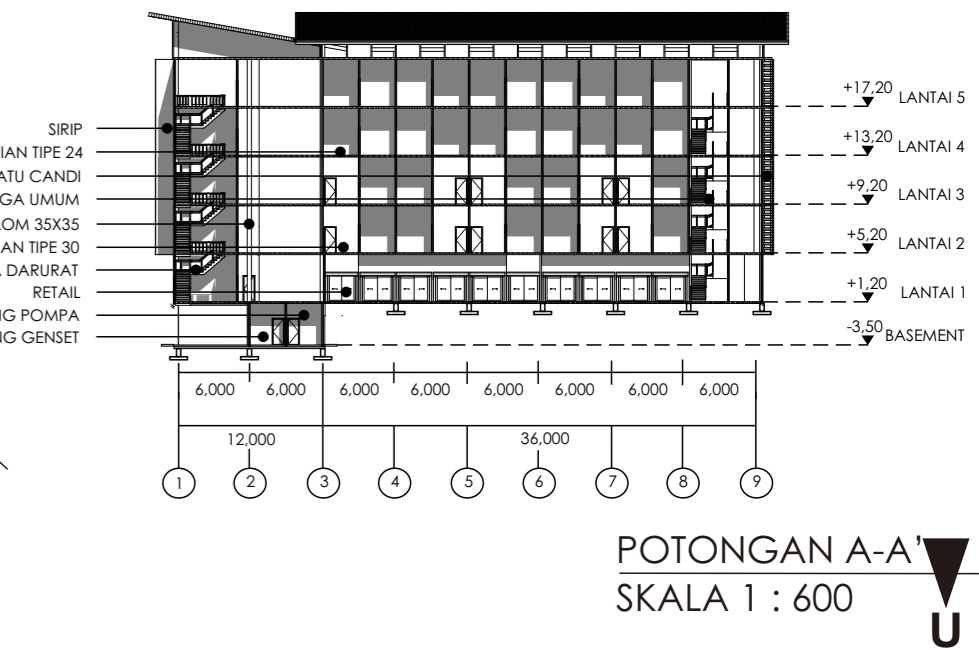 SIRIP
IAN TIPE 24
ATU CANDI
GA UMUM
LOM 35X35
AN TIPE 30
A DARURAT
RETAIL
NG POMPA
NG GENSET
+17,20 LANTAI 5
+13,20 LANTAI 4
+9,20 LANTAI 3
+5,20 LANTAI 2
+1,20 LANTAI 1
-3,50 BASEMENT
6,000 6,000 6,000 6,000 6,000 6,000 6,000 6,000
12,000 36,000
1 2 3 4 5 6 7 8 9
POTONGAN A-A'
SKALA 1 : 600
U